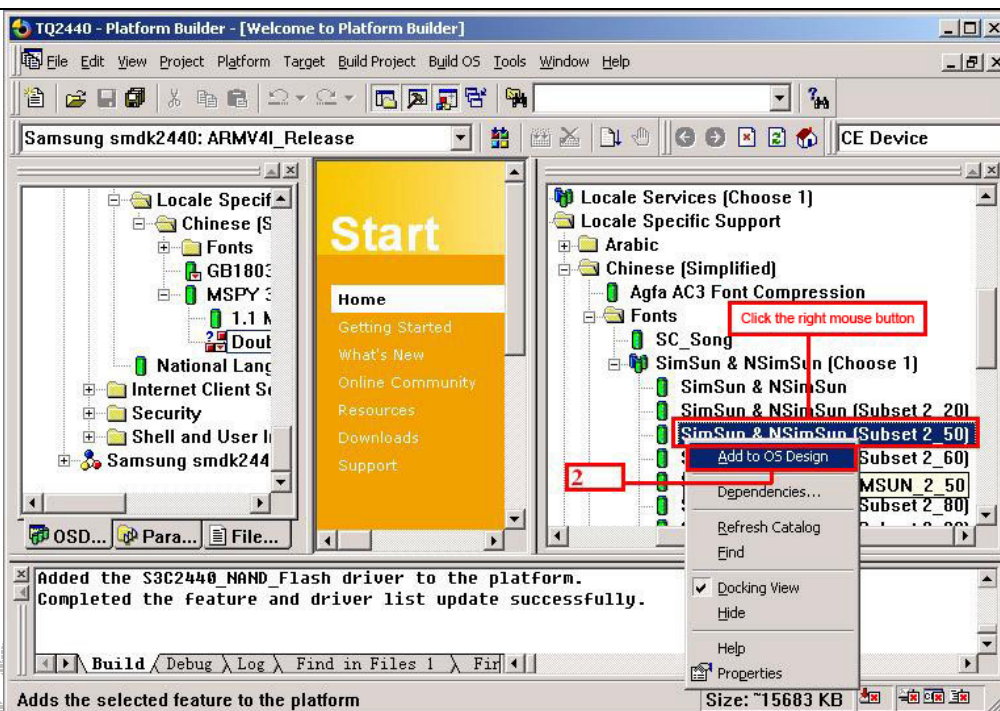 TQ2440 - Platform Builder - [Welcome to Platform Builder]
File Edit View Project Platform Target Build Project Build OS Tools Window Help
Samsung smdk2440: ARMV4I_Release
CE Device
Locale Specif
Chinese (S
Fonts
GB1803
MSPY 3
1.1 M
Doub
National Lang
Internet Client Se
Security
Shell and User I
Samsung smdk244
OSD... Para... File...
Start
Home
Getting Started
What's New
Online Community
Resources
Downloads
Support
Locale Services (Choose 1)
Locale Specific Support
Arabic
Chinese (Simplified)
Agfa AC3 Font Compression
Fonts
Click the right mouse button
SC_Song
SimSun & NSimSun (Choose 1)
SimSun & NSimSun
SimSun & NSimSun (Subset 2_20)
SimSun & NSimSun (Subset 2_50)
Subset 2_60)
MSUN_2_50
Subset 2_80)
2
Add to OS Design
Dependencies...
Refresh Catalog
Find
Docking View
Hide
Help
Properties
Added the S3C2440_NAND_Flash driver to the platform.
Completed the feature and driver list update successfully.
Build Debug Log Find in Files 1 Fin
Adds the selected feature to the platform
Size: ~15683 KB